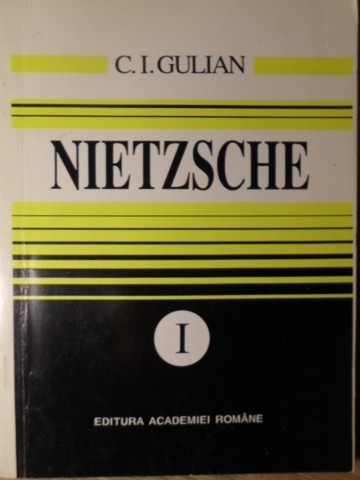 C. I. GULIAN
NIETZSCHE
I
EDITURA ACADEMIEI ROMÂNE